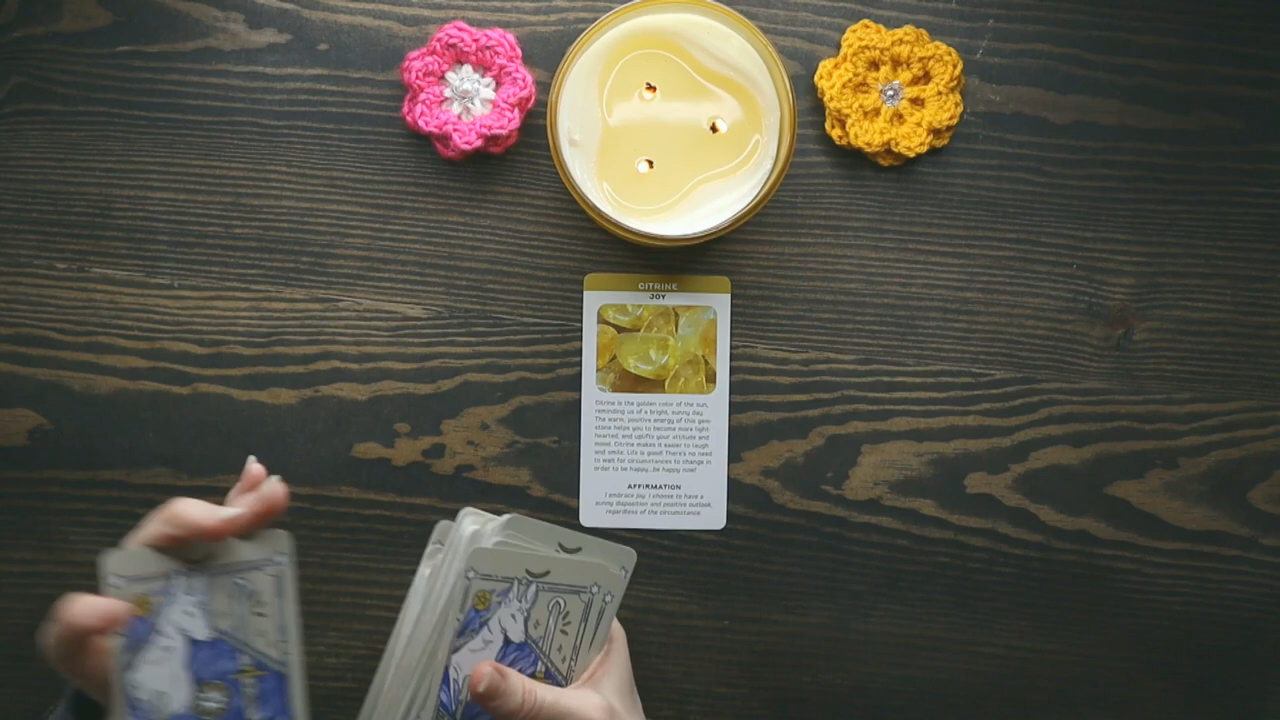 CITRINE
JOY
Citrine is the golden color of the sun,
reminding us of a bright, sunny day.
The warm, positive energy of this gem-
stone helps you to become more light-
hearted, and uplifts your attitude and
mood. Citrine makes it easier to laugh
and smile. Life is good! There's no need
to wait for circumstances to change in
order to be happy...be happy now!
AFFIRMATION
I embrace joy. I choose to have a
sunny disposition and positive outlook,
regardless of the circumstance.